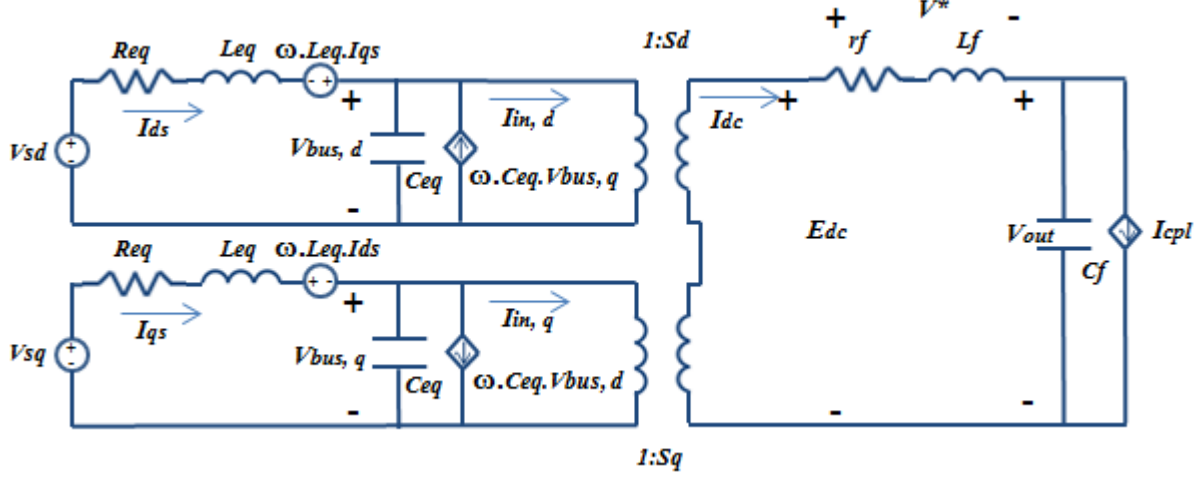 V*
+ -
Req Leq ω.Leq.Iqs 1:Sd rf Lf
- +
+ Iin, d Idc + +
Ids
Vsd + - Vbus, d Ceq ω.Ceq.Vbus, q
-
Req Leq ω.Leq.Ids Edc Vout Cf Icpl
+ -
+ Iin, q
Iqs
Vsq + - Vbus, q Ceq ω.Ceq.Vbus, d
- - -
1:Sq